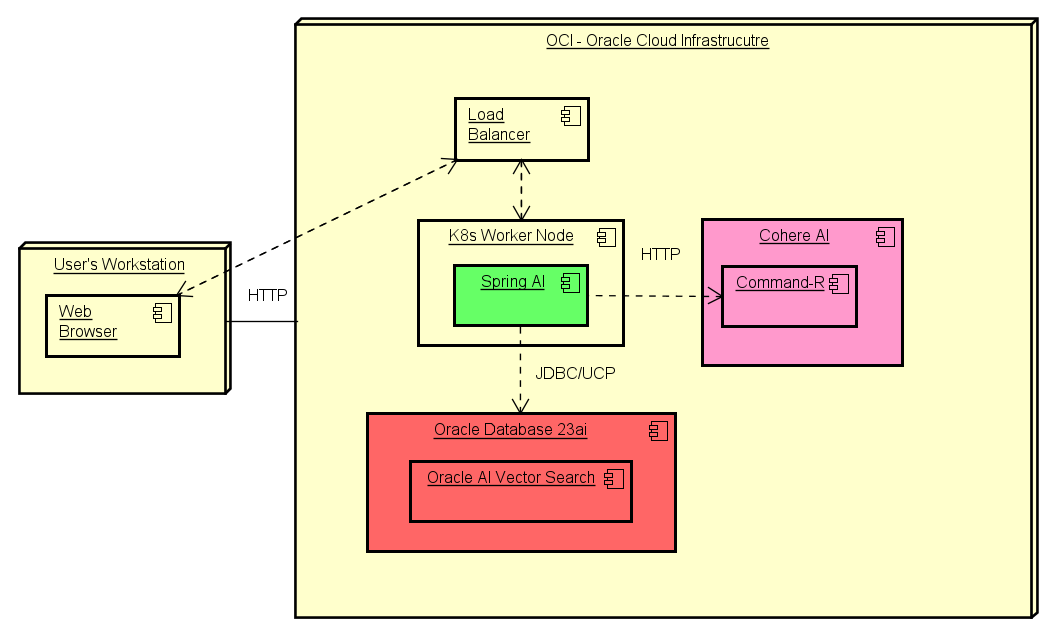 OCI - Oracle Cloud Infrastrucutre
Load
Balancer
User's Workstation
Web
Browser
HTTP
K8s Worker Node
Spring AI
HTTP
Cohere AI
Command-R
JDBC/UCP
Oracle Database 23ai
Oracle AI Vector Search